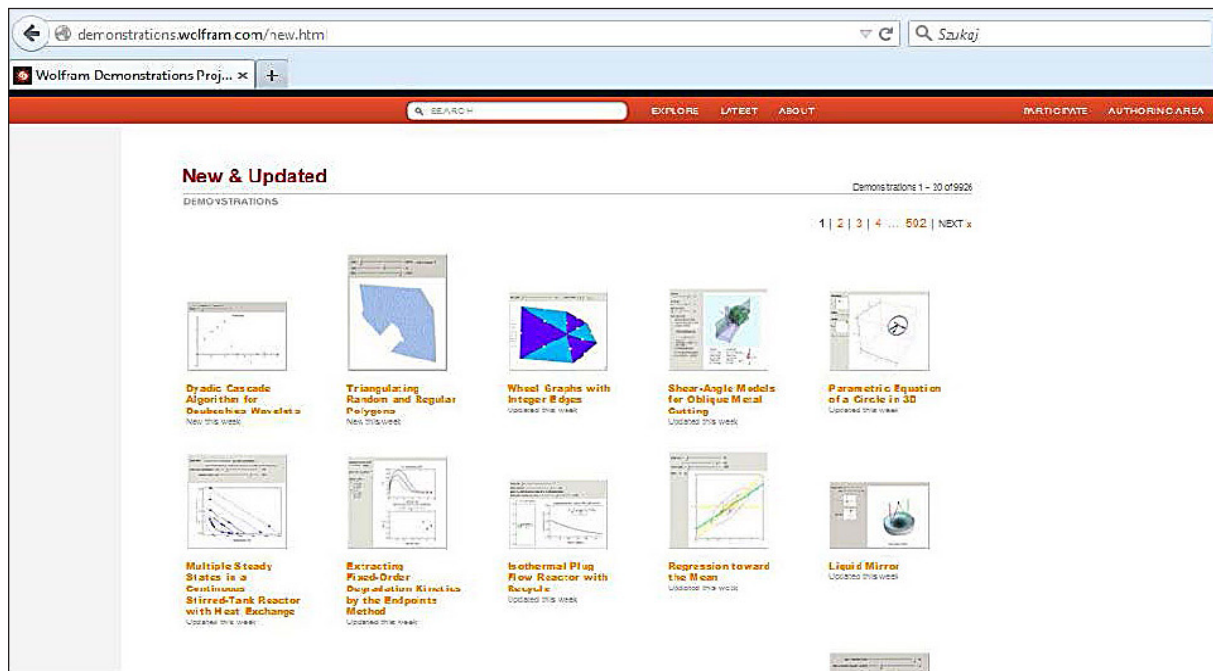 demonstrations.wolfram.com/new.html
Szukaj
Wolfram Demonstrations Proj... × +
SEARCH EXPLORE LATEST ABOUT PARTICIPATE AUTHORING AREA
New & Updated
Demonstrations 1 – 20 of 9926
DEMONSTRATIONS
1 | 2 | 3 | 4 ... 502 | NEXT »
Dyadic Cascade
Algorithm for
Daubechies Wavelets
New this week
Triangulating
Random and Regular
Polygons
New this week
Wheel Graphs with
Integer Edges
Updated this week
Shear-Angle Models
for Oblique Metal
Cutting
Updated this week
Parametric Equation
of a Circle in 3D
Updated this week
Multiple Steady
States in a
Continuous
Stirred-Tank Reactor
with Heat Exchange
Updated this week
Extracting
Fixed-Order
Degradation Kinetics
by the Endpoints
Method
Updated this week
Isothermal Plug
Flow Reactor with
Recycle
Updated this week
Regression toward
the Mean
Updated this week
Liquid Mirror
Updated this week